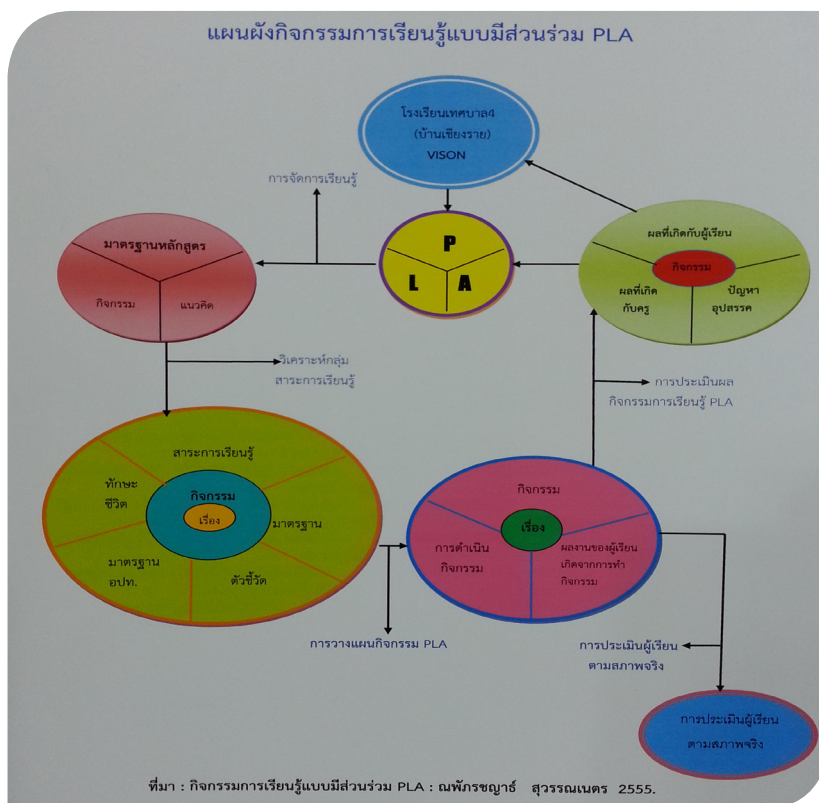 แผนผังกิจกรรมการเรียนรู้แบบมีส่วนร่วม PLA
โรงเรียนเทศบาล4
(บ้านเชียงราย)
VISON
การจัดการเรียนรู้
P
L A
มาตรฐานหลักสูตร
กิจกรรม
แนวคิด
ผลที่เกิดกับผู้เรียน
กิจกรรม
ผลที่เกิด
กับครู
ปัญหา
อุปสรรค
วิเคราะห์กลุ่ม
สาระการเรียนรู้
การประเมินผล
กิจกรรมการเรียนรู้ PLA
สาระการเรียนรู้
ทักษะ
ชีวิต
กิจกรรม
เรื่อง
มาตรฐาน
มาตรฐาน
อปท.
ตัวชี้วัด
กิจกรรม
เรื่อง
การดำเนิน
กิจกรรม
ผลงานของผู้เรียน
เกิดจากการทำ
กิจกรรม
การวางแผนกิจกรรม PLA
การประเมินผู้เรียน
ตามสภาพจริง
การประเมินผู้เรียน
ตามสภาพจริง
ที่มา : กิจกรรมการเรียนรู้แบบมีส่วนร่วม PLA : ณพัภรชญาธ์ สุวรรณเนตร 2555.